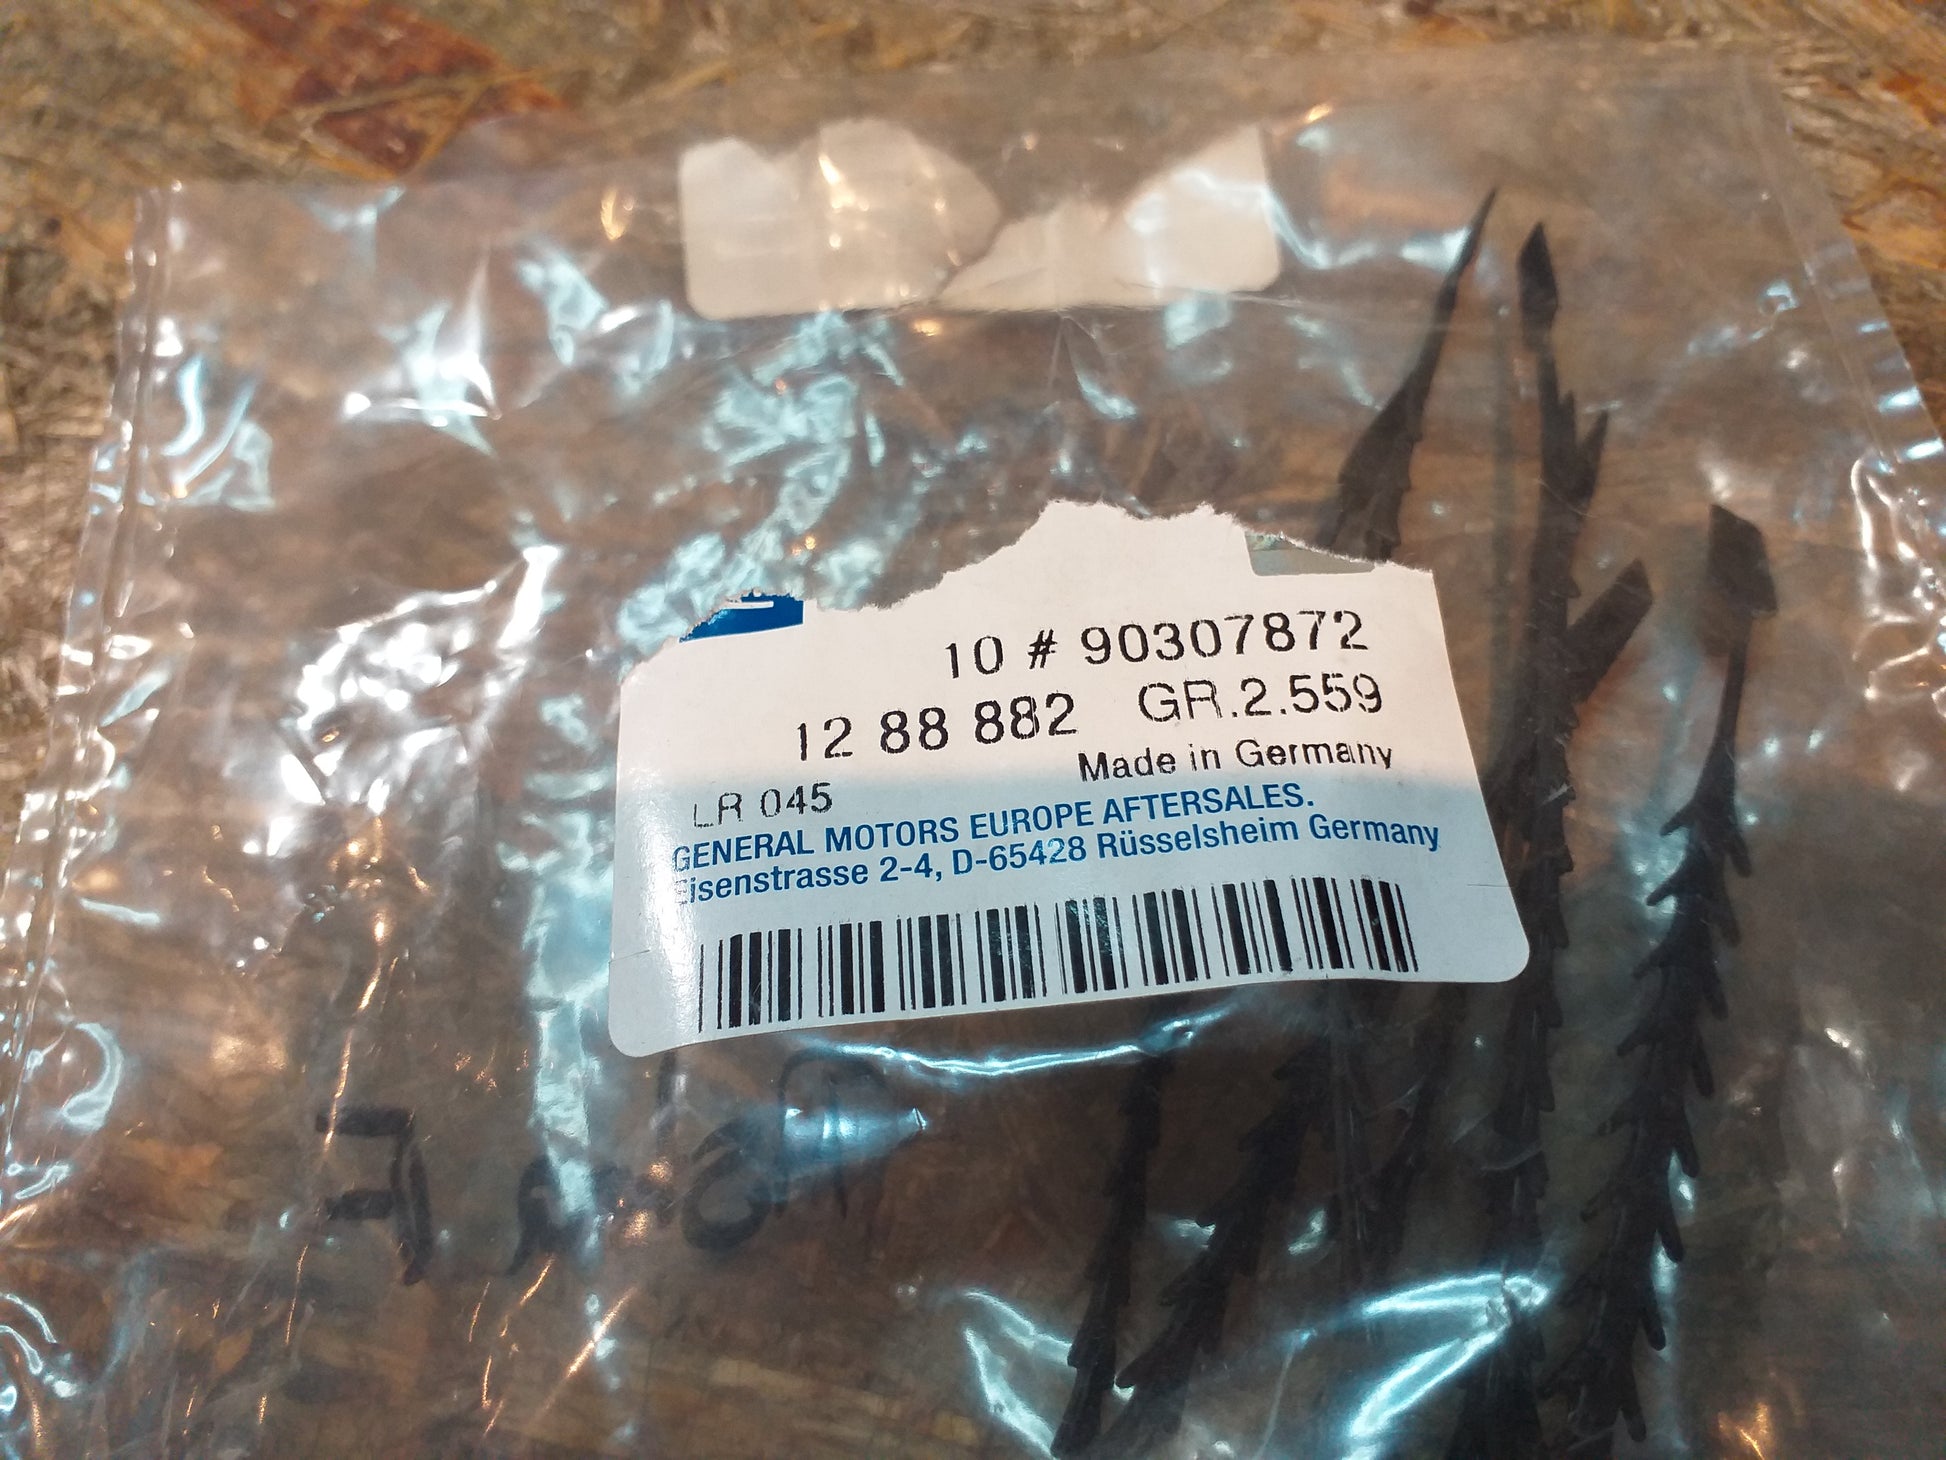 10 # 90307872
12 88 882 GR.2.559
Made in Germany
LR 045
GENERAL MOTORS EUROPE AFTERSALES.
Eisenstrasse 2-4, D-65428 Rüsselsheim Germany